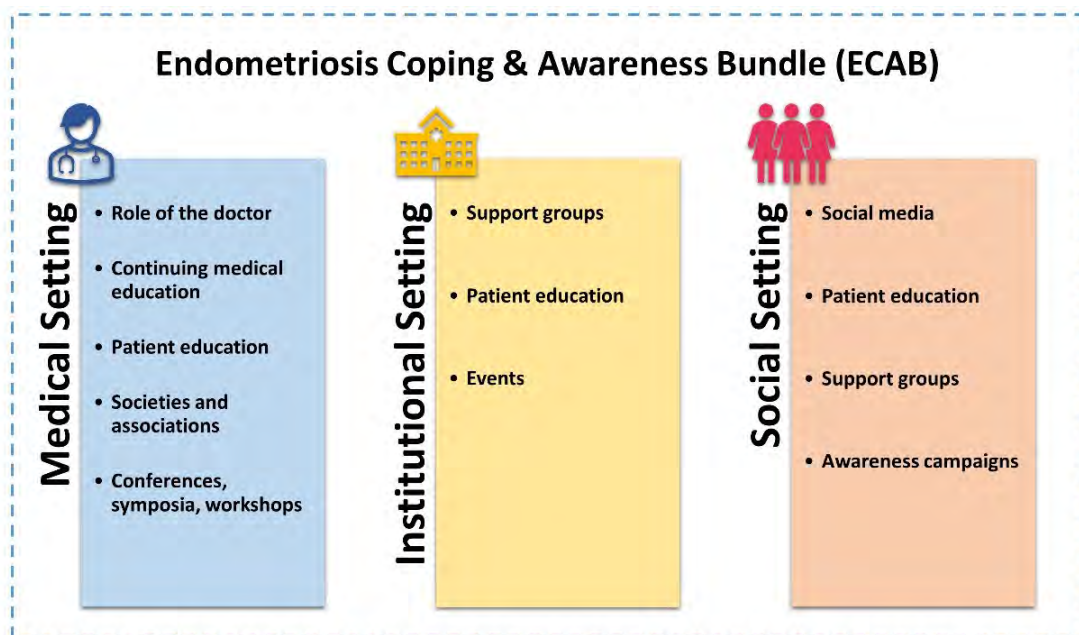 Endometriosis Coping & Awareness Bundle (ECAB)
Medical Setting
• Role of the doctor
• Continuing medical
education
• Patient education
• Societies and
associations
• Conferences,
symposia, workshops
Institutional Setting
• Support groups
• Patient education
• Events
Social Setting
• Social media
• Patient education
• Support groups
• Awareness campaigns